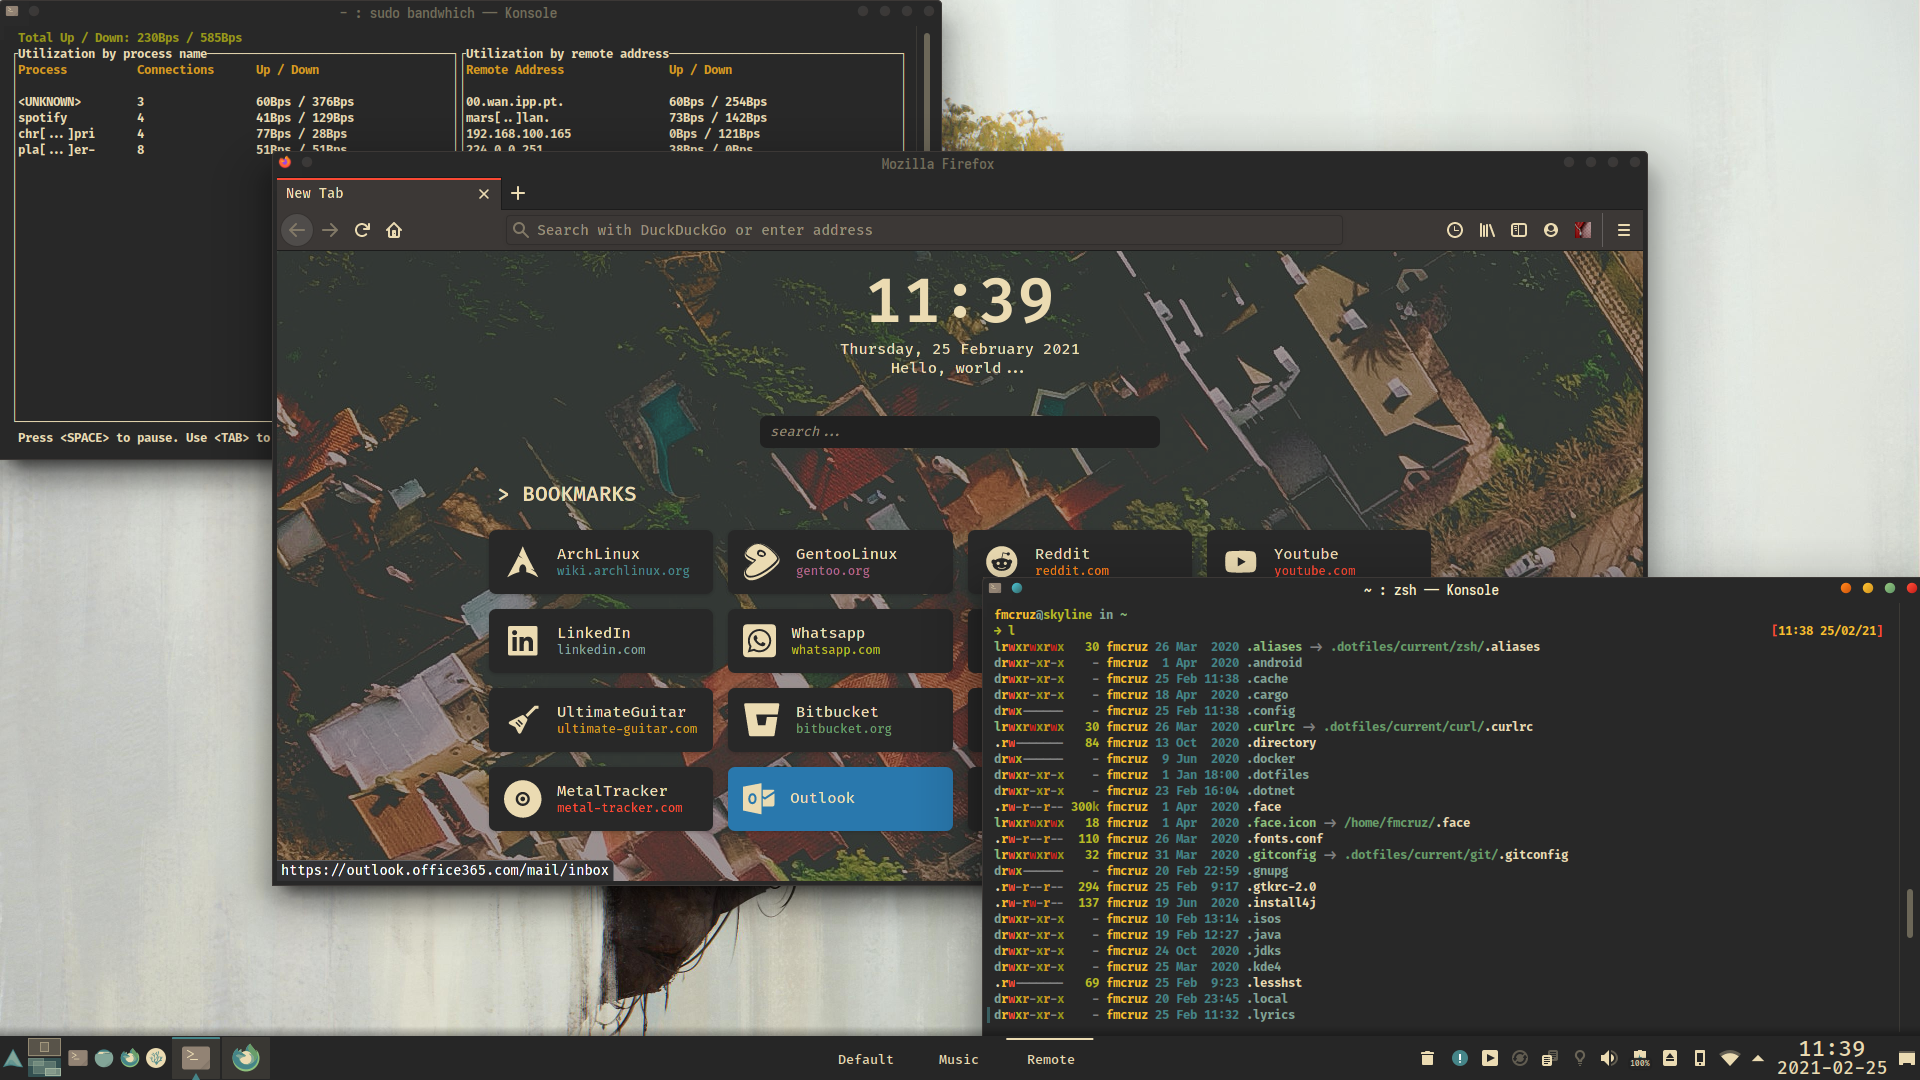 ~ : sudo bandwhich — Konsole
Total Up / Down: 230Bps / 585Bps
Utilization by process name
Process Connections Up / Down
<UNKNOWN> 3 60Bps / 376Bps
spotify 4 41Bps / 129Bps
chr[...]pri 4 77Bps / 28Bps
pla[...]er- 8 51Bps / 51Bps
Utilization by remote address
Remote Address Up / Down
00.wan.ipp.pt. 60Bps / 254Bps
mars[..]lan. 73Bps / 142Bps
192.168.100.165 0Bps / 121Bps
224.0.0.251 38Bps / 0Bps
Press <SPACE> to pause. Use <TAB> to
Mozilla Firefox
New Tab
Search with DuckDuckGo or enter address
11:39
Thursday, 25 February 2021
Hello, world...
search...
> BOOKMARKS
ArchLinux
wiki.archlinux.org
GentooLinux
gentoo.org
Reddit
reddit.com
Youtube
youtube.com
LinkedIn
linkedin.com
Whatsapp
whatsapp.com
UltimateGuitar
ultimate-guitar.com
Bitbucket
bitbucket.org
MetalTracker
metal-tracker.com
Outlook
https://outlook.office365.com/mail/inbox
~ : zsh — Konsole
fmcruz@skyline in ~
→ l [11:38 25/02/21]
lrwxrwxrwx 30 fmcruz 26 Mar 2020 .aliases → .dotfiles/current/zsh/.aliases
drwxr-xr-x - fmcruz 1 Apr 2020 .android
drwxr-xr-x - fmcruz 25 Feb 11:38 .cache
drwxr-xr-x - fmcruz 18 Apr 2020 .cargo
drwx------ - fmcruz 25 Feb 11:38 .config
lrwxrwxrwx 30 fmcruz 26 Mar 2020 .curlrc → .dotfiles/current/curl/.curlrc
.rw------- 84 fmcruz 13 Oct 2020 .directory
drwx------ - fmcruz 9 Jun 2020 .docker
drwxr-xr-x - fmcruz 1 Jan 18:00 .dotfiles
drwxr-xr-x - fmcruz 23 Feb 16:04 .dotnet
.rw-r--r-- 300k fmcruz 1 Apr 2020 .face
lrwxrwxrwx 18 fmcruz 1 Apr 2020 .face.icon → /home/fmcruz/.face
.rw-r--r-- 110 fmcruz 26 Mar 2020 .fonts.conf
lrwxrwxrwx 32 fmcruz 31 Mar 2020 .gitconfig → .dotfiles/current/git/.gitconfig
drwx------ - fmcruz 20 Feb 22:59 .gnupg
.rw-r--r-- 294 fmcruz 25 Feb 9:17 .gtkrc-2.0
.rw-rw-r-- 137 fmcruz 19 Jun 2020 .install4j
drwxr-xr-x - fmcruz 10 Feb 13:14 .isos
drwxr-xr-x - fmcruz 19 Feb 12:27 .java
drwxr-xr-x - fmcruz 24 Oct 2020 .jdks
drwxr-xr-x - fmcruz 25 Mar 2020 .kde4
.rw------- 69 fmcruz 25 Feb 9:23 .lesshst
drwxr-xr-x - fmcruz 20 Feb 23:45 .local
drwxr-xr-x - fmcruz 25 Feb 11:32 .lyrics
Default Music Remote
100%
11:39
2021-02-25